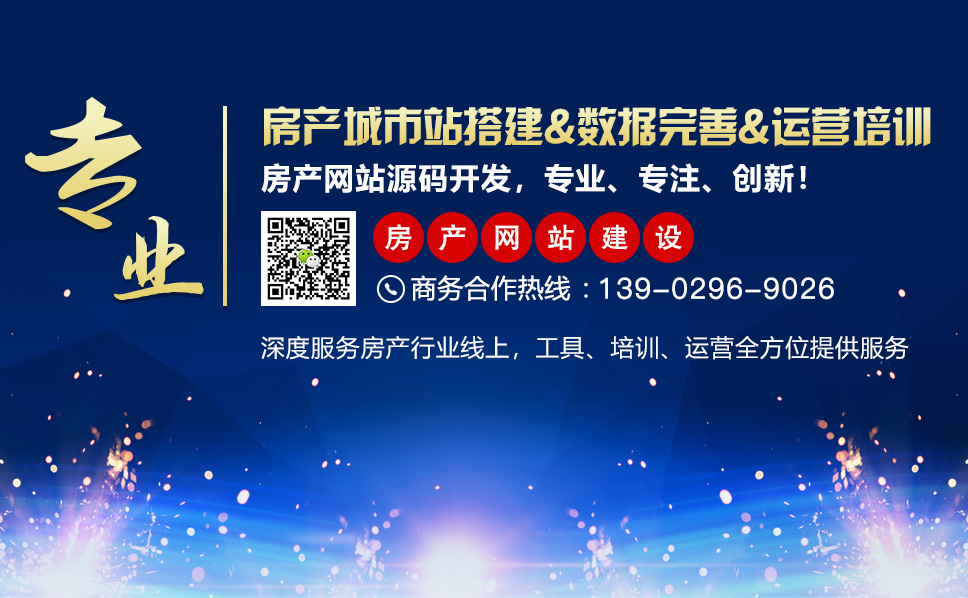 专业
房产城市站搭建&数据完善&运营培训
房产网站源码开发，专业、专注、创新！
房产网站建设
商务合作热线：139-0296-9026
深度服务房产行业线上，工具、培训、运营全方位提供服务